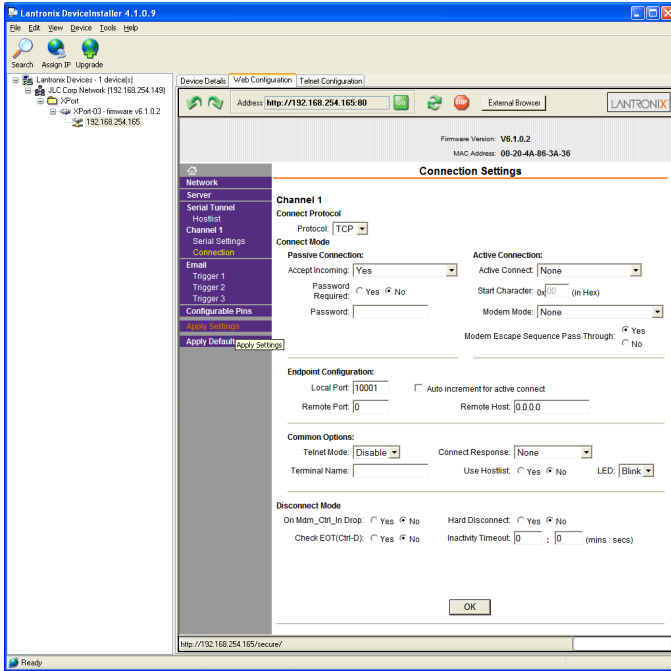 Lantronix DeviceInstaller 4.1.0.9
File Edit View Device Tools Help
Search Assign IP Upgrade
Lantronix Devices - 1 device(s)
JLC Corp Network (192.168.254.149)
XPort
XPort-03 - firmware v6.1.0.2
192.168.254.165
Device Details Web Configuration Telnet Configuration
Address http://192.168.254.165:80 Go STOP External Browser LANTRONIX
Firmware Version: V6.1.0.2
MAC Address: 00-20-4A-86-3A-36
Network
Server
Serial Tunnel
Hostlist
Channel 1
Serial Settings
Connection
Email
Trigger 1
Trigger 2
Trigger 3
Configurable Pins
Apply Settings
Apply Default
Apply Settings
Connection Settings
Channel 1
Connect Protocol
Protocol: TCP
Connect Mode
Passive Connection: Active Connection:
Accept Incoming: Yes Active Connect: None
Password Required: Yes No Start Character: 0x 00 (in Hex)
Password: Modem Mode: None
Modem Escape Sequence Pass Through: Yes No
Endpoint Configuration:
Local Port: 10001 Auto increment for active connect
Remote Port: 0 Remote Host: 0.0.0.0
Common Options:
Telnet Mode: Disable Connect Response: None
Terminal Name: Use Hostlist: Yes No LED: Blink
Disconnect Mode
On Mdm_Ctrl_In Drop: Yes No Hard Disconnect: Yes No
Check EOT(Ctrl-D): Yes No Inactivity Timeout: 0 : 0 (mins : secs)
OK
http://192.168.254.165/secure/
Ready